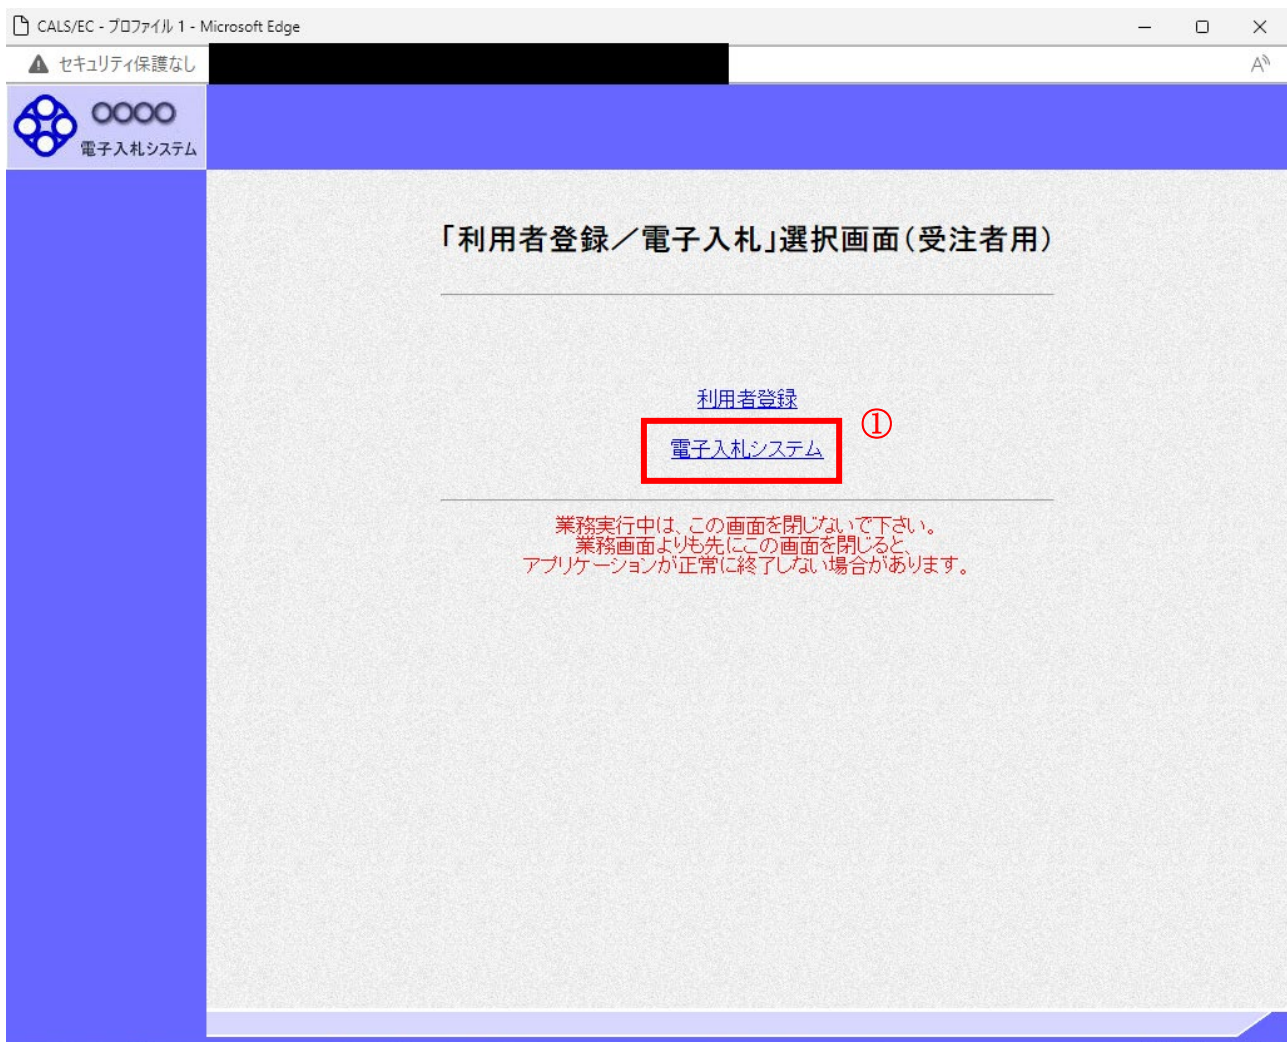 CALS/EC - プロファイル 1 - Microsoft Edge
セキュリティ保護なし
A
○○○○
電子入札システム
「利用者登録／電子入札」選択画面（受注者用）
利用者登録
①
電子入札システム
業務実行中は、この画面を閉じないで下さい。
業務画面よりも先にこの画面を閉じると、
アプリケーションが正常に終了しない場合があります。